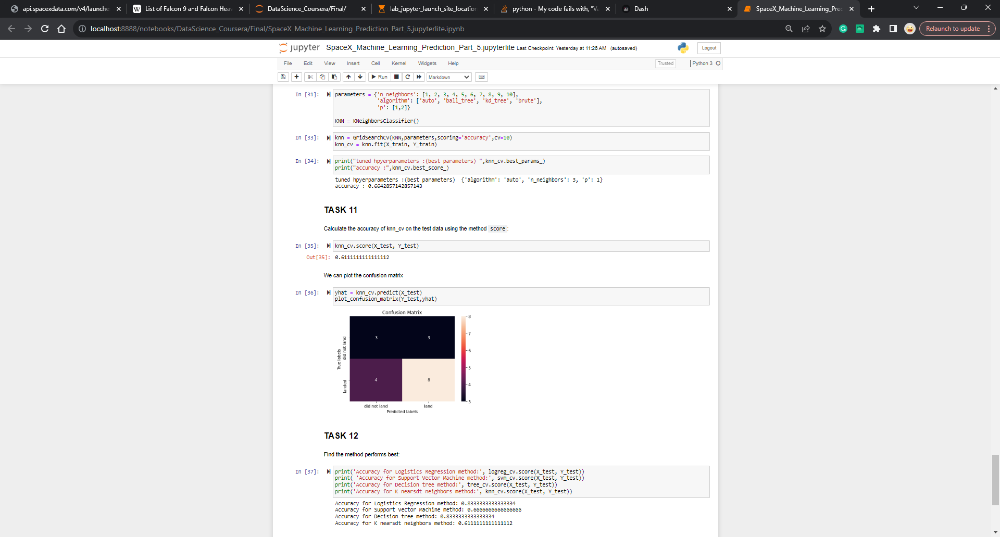 api.spacexdata.com/v4/launche
List of Falcon 9 and Falcon Hea
DataScience_Coursera/Final/
lab_jupyter_launch_site_location
python - My code fails with, "Va
Dash
SpaceX_Machine_Learning_Pred
localhost:8888/notebooks/DataScience_Coursera/Final/SpaceX_Machine_Learning_Prediction_Part_5.jupyterlite.ipynb
Relaunch to update
jupyter SpaceX_Machine_Learning_Prediction_Part_5.jupyterlite Last Checkpoint: Yesterday at 11:26 AM (autosaved)
Logout
File Edit View Insert Cell Kernel Widgets Help
Trusted
Python 3
Run
Markdown
In [31]: parameters = {'n_neighbors': [1, 2, 3, 4, 5, 6, 7, 8, 9, 10],
'algorithm': ['auto', 'ball_tree', 'kd_tree', 'brute'],
'p': [1,2]}
KNN = KNeighborsClassifier()
In [33]: knn = GridSearchCV(KNN,parameters,scoring='accuracy',cv=10)
knn_cv = knn.fit(X_train, Y_train)
In [34]: print("tuned hpyerparameters :(best parameters) ",knn_cv.best_params_)
print("accuracy :",knn_cv.best_score_)
tuned hpyerparameters :(best parameters)  {'algorithm': 'auto', 'n_neighbors': 3, 'p': 1}
accuracy : 0.6642857142857143
TASK 11
Calculate the accuracy of knn_cv on the test data using the method score :
In [35]: knn_cv.score(X_test, Y_test)
Out[35]: 0.6111111111111112
We can plot the confusion matrix
In [36]: yhat = knn_cv.predict(X_test)
plot_confusion_matrix(Y_test,yhat)
Confusion Matrix
True labels
did not land
landed
3 3
4 8
did not land land
Predicted labels
8
7
6
5
4
3
TASK 12
Find the method performs best:
In [37]: print('Accuracy for Logistics Regression method:', logreg_cv.score(X_test, Y_test))
print( 'Accuracy for Support Vector Machine method:', svm_cv.score(X_test, Y_test))
print('Accuracy for Decision tree method:', tree_cv.score(X_test, Y_test))
print('Accuracy for K nearsdt neighbors method:', knn_cv.score(X_test, Y_test))
Accuracy for Logistics Regression method: 0.8333333333333334
Accuracy for Support Vector Machine method: 0.6666666666666666
Accuracy for Decision tree method: 0.8333333333333334
Accuracy for K nearsdt neighbors method: 0.6111111111111112